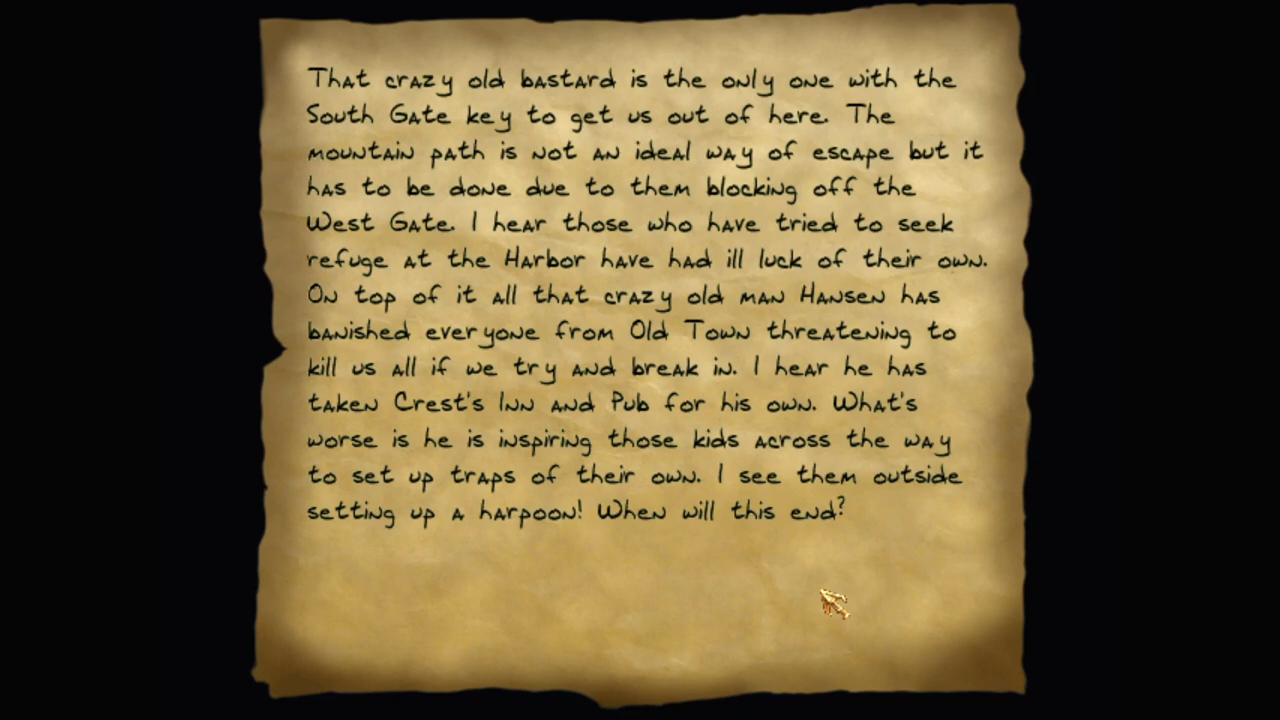 That crazy old bastard is the only one with the
South Gate key to get us out of here. The
mountain path is not an ideal way of escape but it
has to be done due to them blocking off the
West Gate. I hear those who have tried to seek
refuge at the Harbor have had ill luck of their own.
On top of it all that crazy old man Hansen has
banished everyone from Old Town threatening to
kill us all if we try and break in. I hear he has
taken Crest's Inn and Pub for his own. What's
worse is he is inspiring those kids across the way
to set up traps of their own. I see them outside
setting up a harpoon! When will this end?